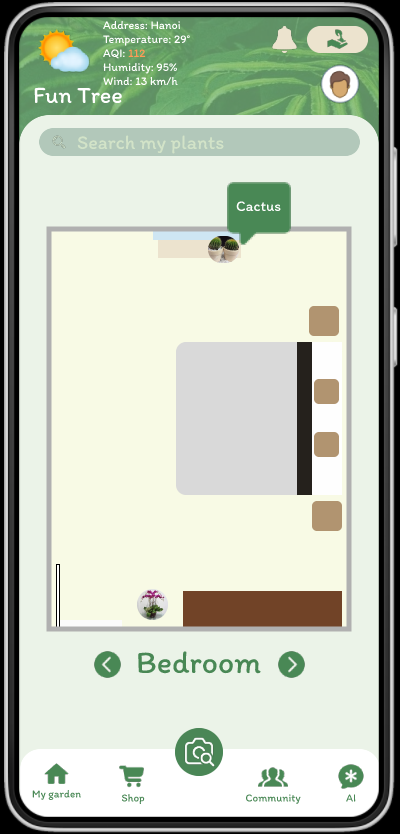 Address: Hanoi
Temperature: 29°
AQI: 112
Humidity: 95%
Wind: 13 km/h
Fun Tree
Search my plants
Cactus
Bedroom
My garden
Shop
Community
AI